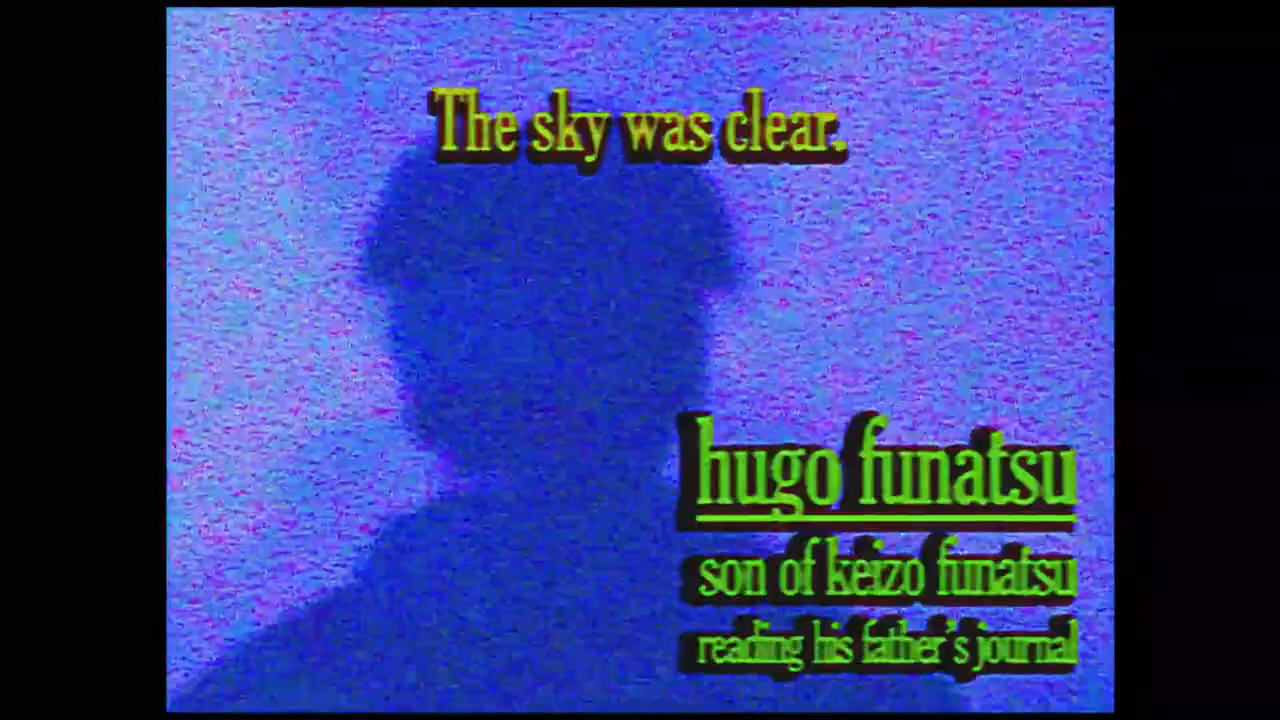 The sky was clear.
hugo funatsu
son of keizo funatsu
reading his father's journal